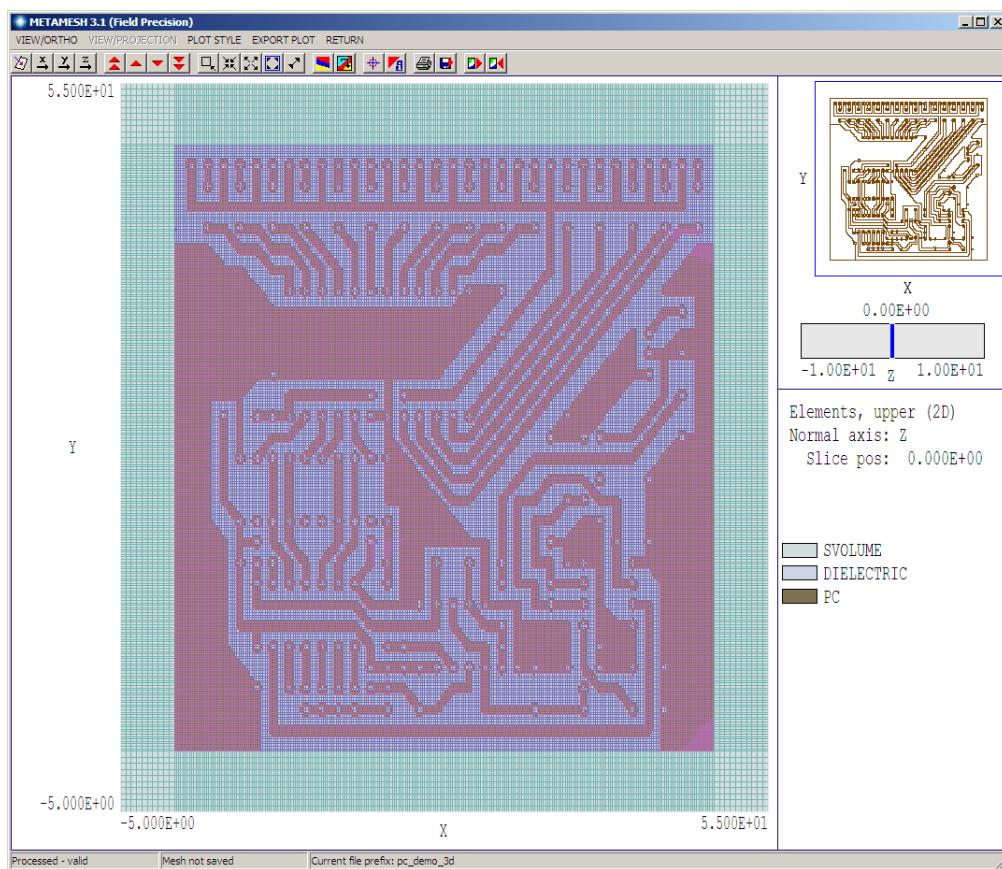 METAMESH 3.1 (Field Precision)
VIEW/ORTHO VIEW/PROJECTION PLOT STYLE EXPORT PLOT RETURN
X Y Z
5.500E+01
Y
-5.000E+00
-5.000E+00
X
5.500E+01
Y
X
0.00E+00
-1.00E+01 Z 1.00E+01
Elements, upper (2D)
Normal axis: Z
Slice pos: 0.000E+00
SVOLUME
DIELECTRIC
PC
Processed - valid Mesh not saved Current file prefix: pc_demo_3d